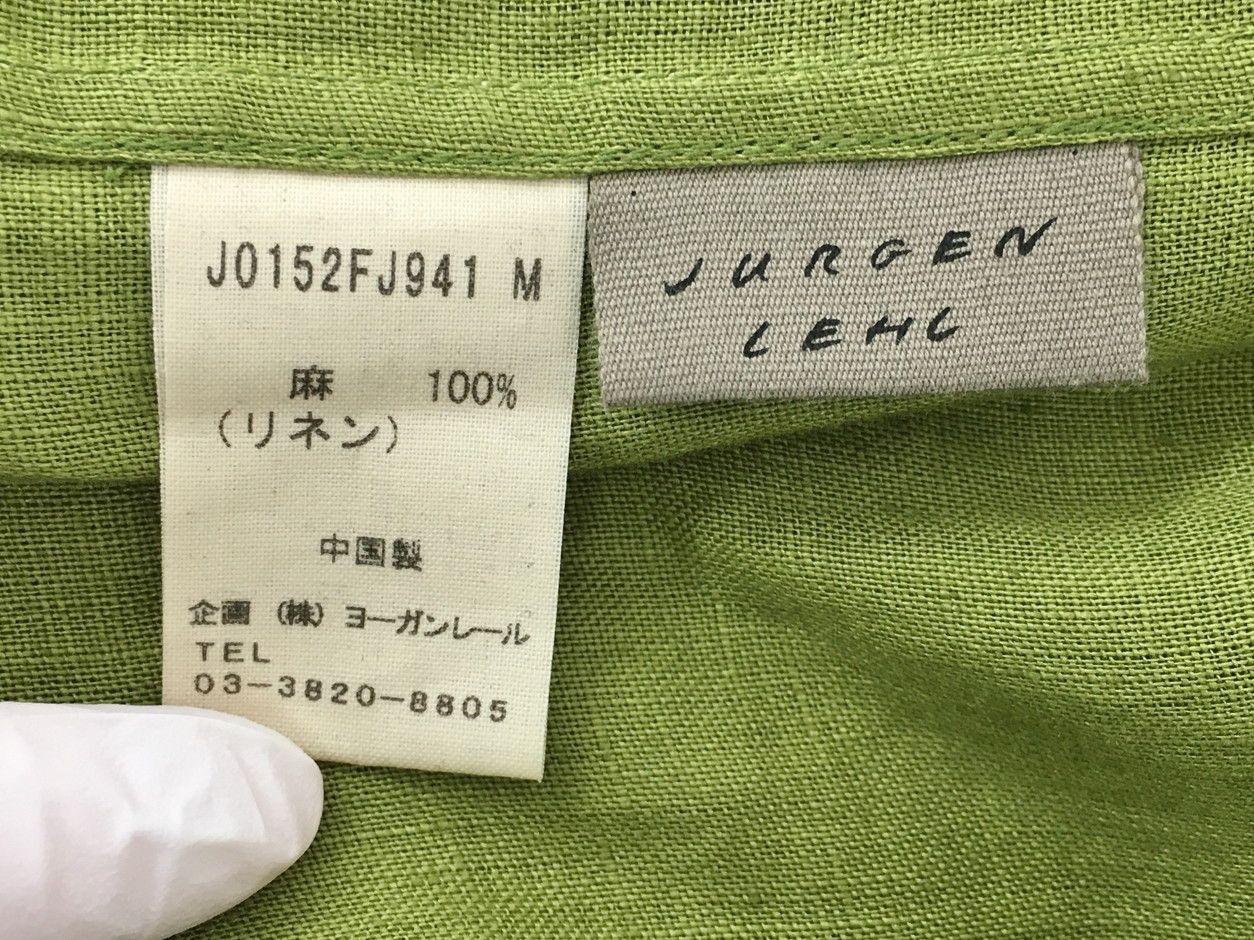 J0152FJ941 M
麻 100%
(リネン)
中国製
企画 (株) ヨーガンレール
TEL
03-3820-8805
JURGEN
LEHL